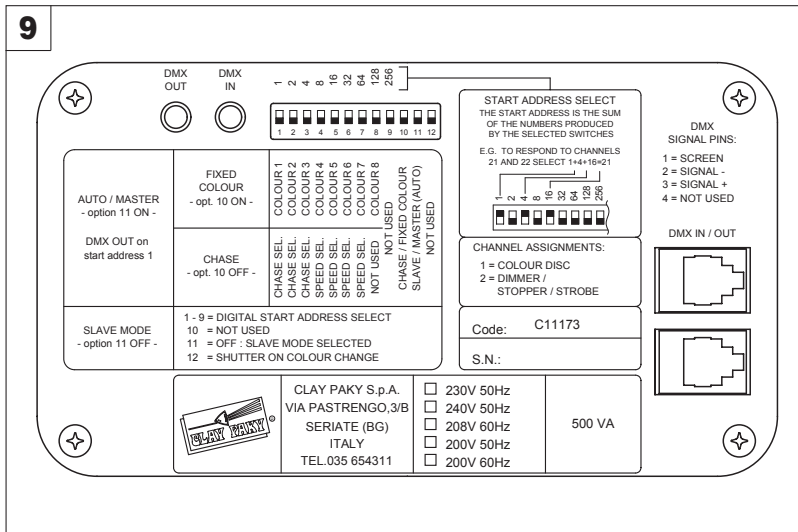 9
DMX
OUT
DMX
IN
1
2
4
8
16
32
64
128
256
1 2 3 4 5 6 7 8 9 10 11 12
START ADDRESS SELECT
THE START ADDRESS IS THE SUM
OF THE NUMBERS PRODUCED
BY THE SELECTED SWITCHES
E.G. TO RESPOND TO CHANNELS
21 AND 22 SELECT 1+4+16=21
1
2
4
8
16
32
64
128
256
DMX
SIGNAL PINS:
1 = SCREEN
2 = SIGNAL -
3 = SIGNAL +
4 = NOT USED
DMX IN / OUT
AUTO / MASTER
- option 11 ON -
DMX OUT on
start address 1
FIXED
COLOUR
- opt. 10 ON -
COLOUR 1
COLOUR 2
COLOUR 3
COLOUR 4
COLOUR 5
COLOUR 6
COLOUR 7
COLOUR 8
NOT USED
CHASE / FIXED COLOUR
SLAVE / MASTER (AUTO)
NOT USED
CHASE
- opt. 10 OFF -
CHASE SEL.
CHASE SEL.
CHASE SEL.
SPEED SEL.
SPEED SEL.
SPEED SEL.
SPEED SEL.
NOT USED
CHANNEL ASSIGNMENTS:
1 = COLOUR DISC
2 = DIMMER /
STOPPER / STROBE
SLAVE MODE
- option 11 OFF -
1 - 9 = DIGITAL START ADDRESS SELECT
10 = NOT USED
11 = OFF : SLAVE MODE SELECTED
12 = SHUTTER ON COLOUR CHANGE
Code: C11173
S.N.:
CLAY PAKY
®
CLAY PAKY S.p.A.
VIA PASTRENGO,3/B
SERIATE (BG)
ITALY
TEL.035 654311
230V 50Hz
240V 50Hz
208V 60Hz
200V 50Hz
200V 60Hz
500 VA